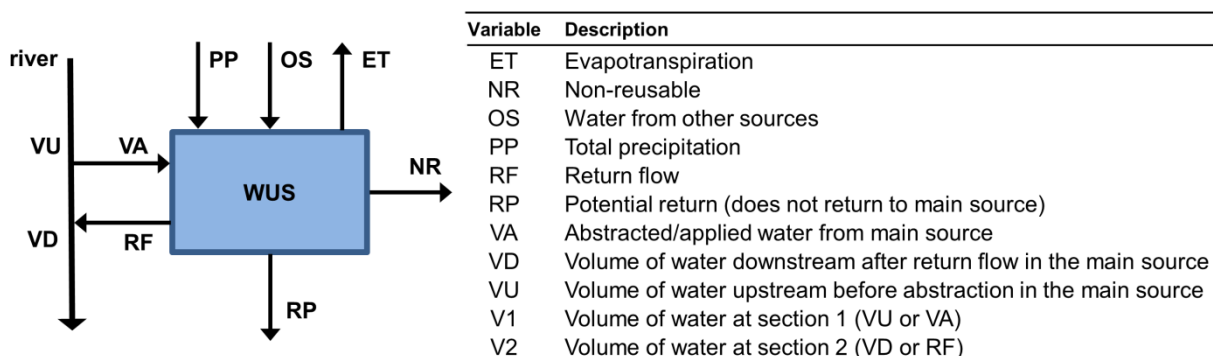 river
PP
OS
ET
VU
VA
WUS
NR
VD
RF
RP
Variable Description
ET Evapotranspiration
NR Non-reusable
OS Water from other sources
PP Total precipitation
RF Return flow
RP Potential return (does not return to main source)
VA Abstracted/applied water from main source
VD Volume of water downstream after return flow in the main source
VU Volume of water upstream before abstraction in the main source
V1 Volume of water at section 1 (VU or VA)
V2 Volume of water at section 2 (VD or RF)